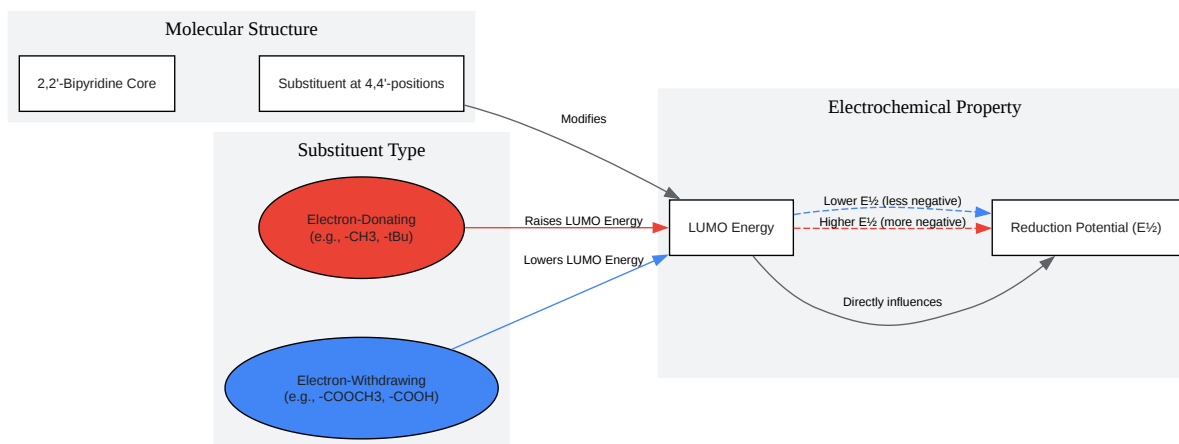 Molecular Structure
2,2'-Bipyridine Core
Substituent at 4,4'-positions
Modifies
Electrochemical Property
Substituent Type
Electron-Donating
(e.g., -CH3, -tBu)
Raises LUMO Energy
LUMO Energy
Lower E½ (less negative)
Higher E½ (more negative)
Reduction Potential (E½)
Lowers LUMO Energy
Directly influences
Electron-Withdrawing
(e.g., -COOCH3, -COOH)